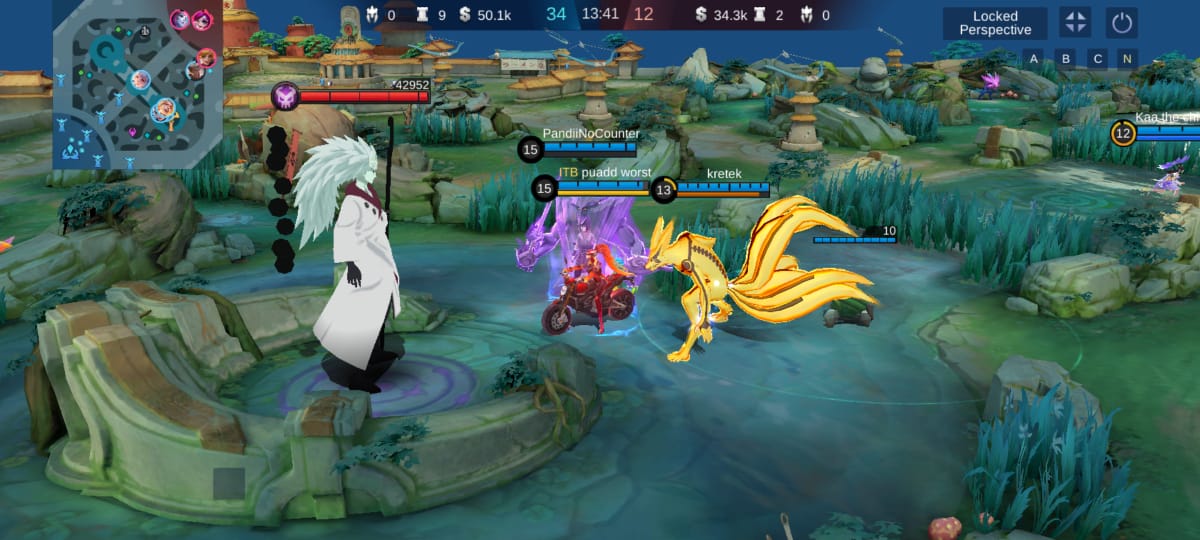 0 9 $ 50.1k 34 13:41 12 $ 34.3k 2 0
Locked
Perspective
A B C N
42952
Kaa the
12
PandiiNoCounter
15
ITB puadd worst
15
kretek
13
10